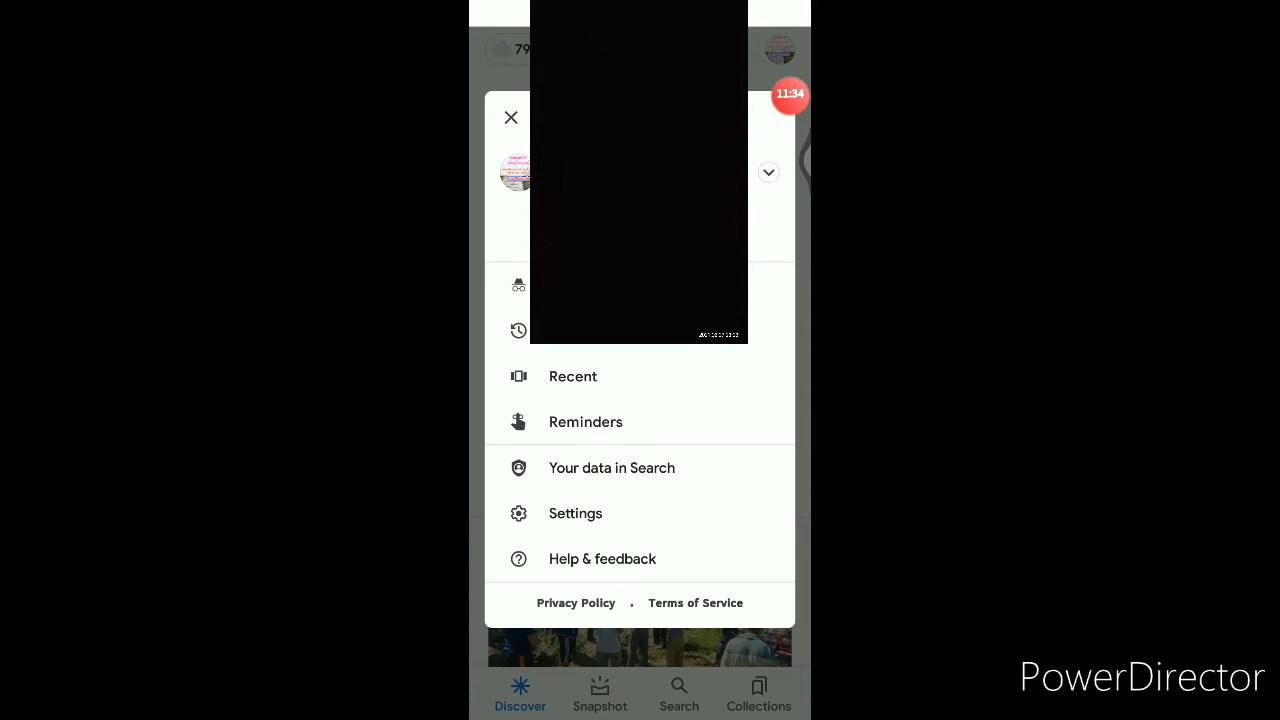 79
11:34
Recent
Reminders
Your data in Search
Settings
Help & feedback
Privacy Policy • Terms of Service
Discover Snapshot Search Collections
PowerDirector